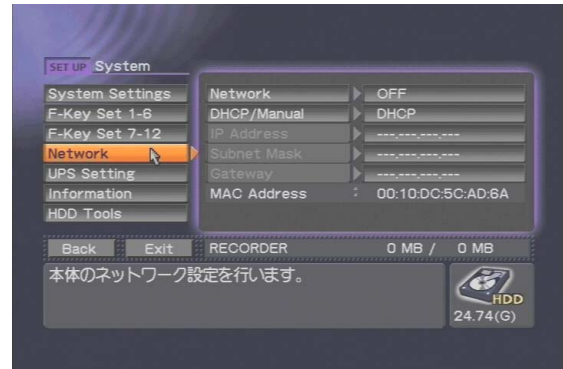 SET UP System
System Settings
F-Key Set 1-6
F-Key Set 7-12
Network
UPS Setting
Information
HDD Tools
Network OFF
DHCP/Manual DHCP
IP Address ---.---.---.---
Subnet Mask ---.---.---.---
Gateway ---.---.---.---
MAC Address : 00:10:DC:5C:AD:6A
Back Exit RECORDER 0 MB / 0 MB
本体のネットワーク設定を行います。
HDD
24.74(G)